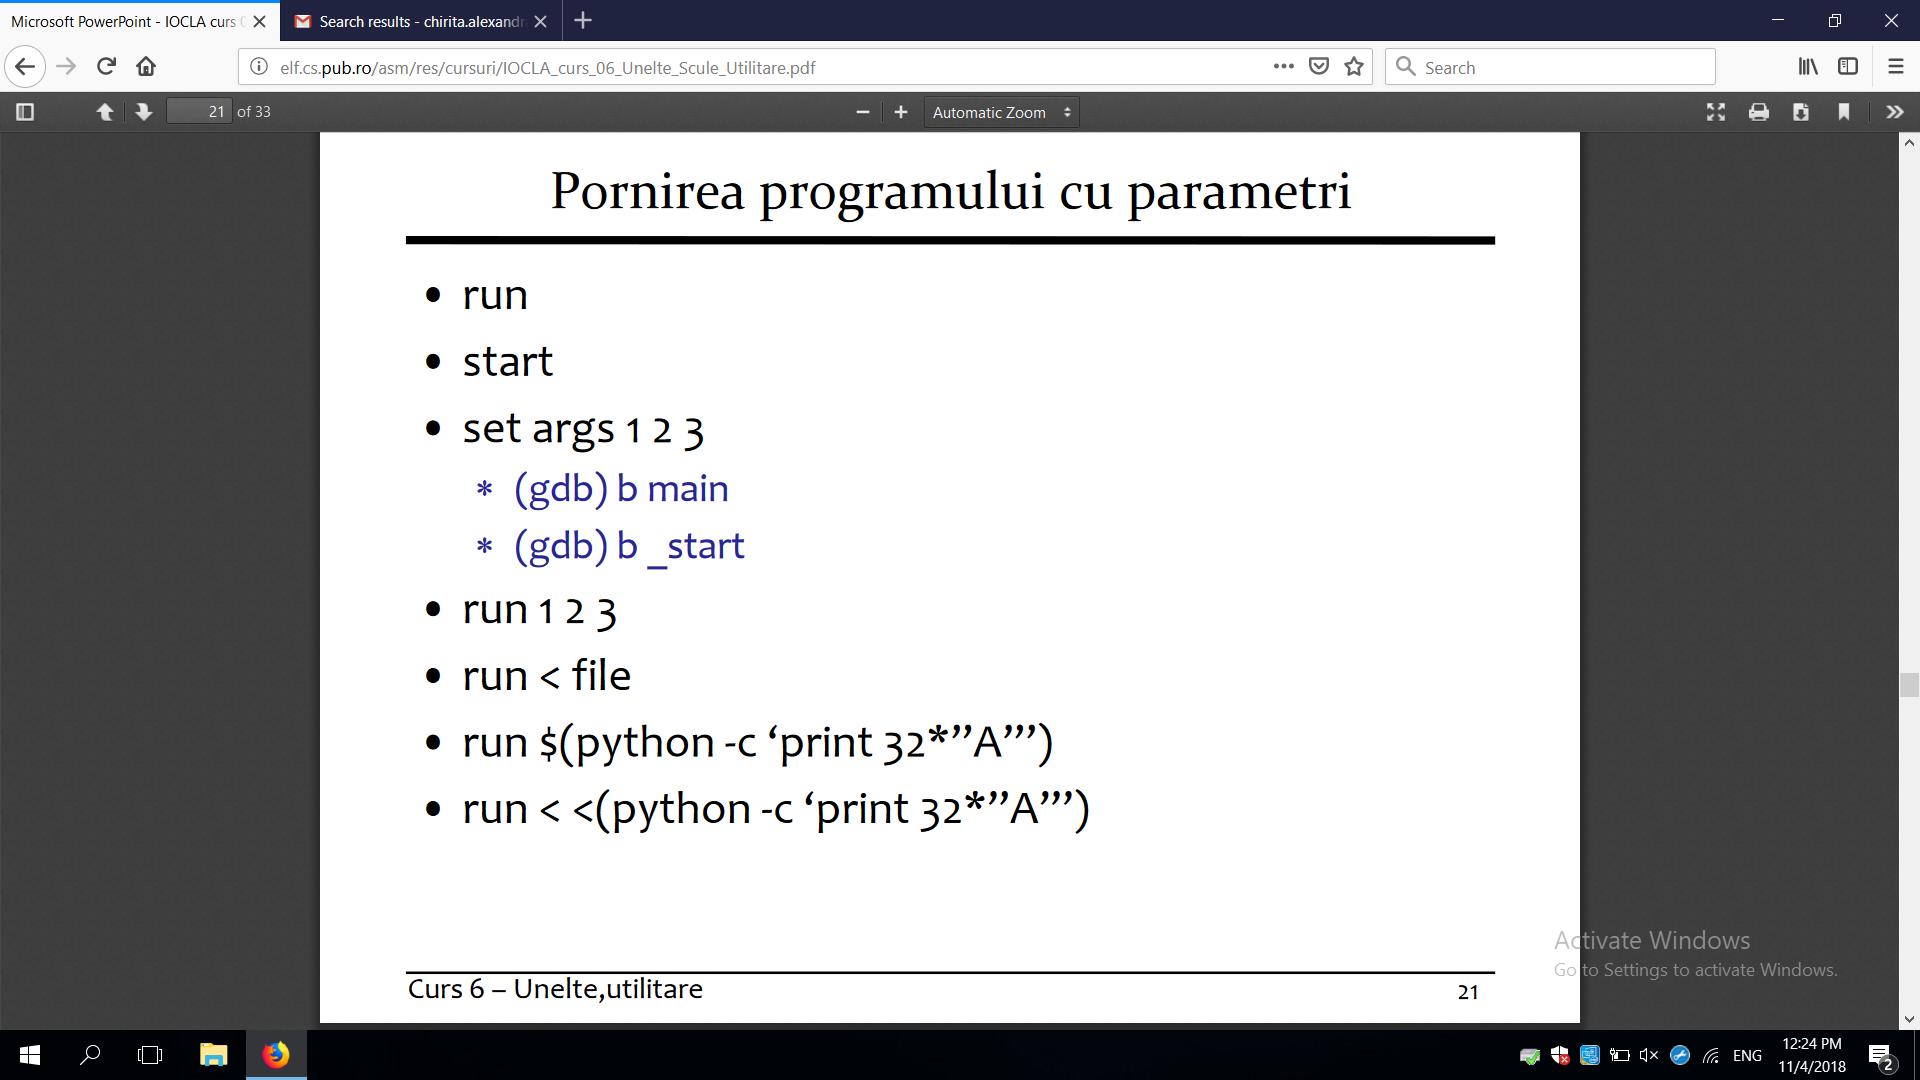 Microsoft PowerPoint - IOCLA curs 0
Search results - chirita.alexandr
elf.cs.pub.ro/asm/res/cursuri/IOCLA_curs_06_Unelte_Scule_Utilitare.pdf
Search
21 of 33
Automatic Zoom
Pornirea programului cu parametri
• run
• start
• set args 1 2 3
* (gdb) b main
* (gdb) b _start
• run 1 2 3
• run < file
• run $(python -c ‘print 32*”A”’)
• run < <(python -c ‘print 32*”A”’)
Activate Windows
Go to Settings to activate Windows.
Curs 6 – Unelte,utilitare
21
ENG
12:24 PM
11/4/2018
2